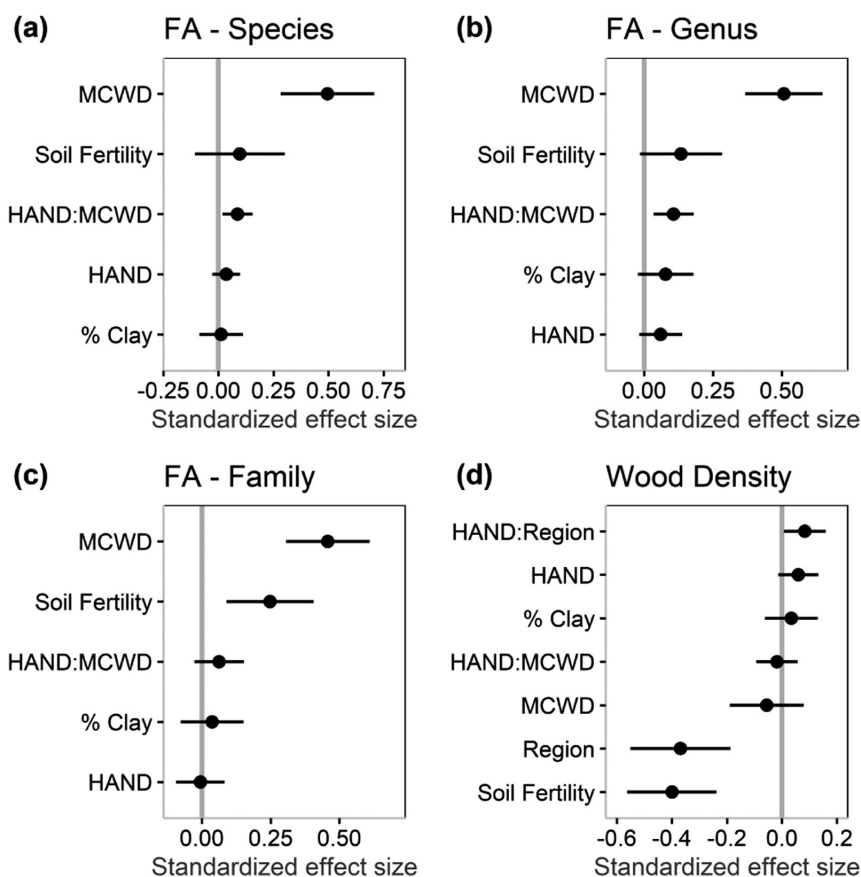 (a) FA - Species
MCWD
Soil Fertility
HAND:MCWD
HAND
% Clay
-0.25 0.00 0.25 0.50 0.75
Standardized effect size
(b) FA - Genus
MCWD
Soil Fertility
HAND:MCWD
% Clay
HAND
0.00 0.25 0.50
Standardized effect size
(c) FA - Family
MCWD
Soil Fertility
HAND:MCWD
% Clay
HAND
0.00 0.25 0.50
Standardized effect size
(d) Wood Density
HAND:Region
HAND
% Clay
HAND:MCWD
MCWD
Region
Soil Fertility
-0.6 -0.4 -0.2 0.0 0.2
Standardized effect size